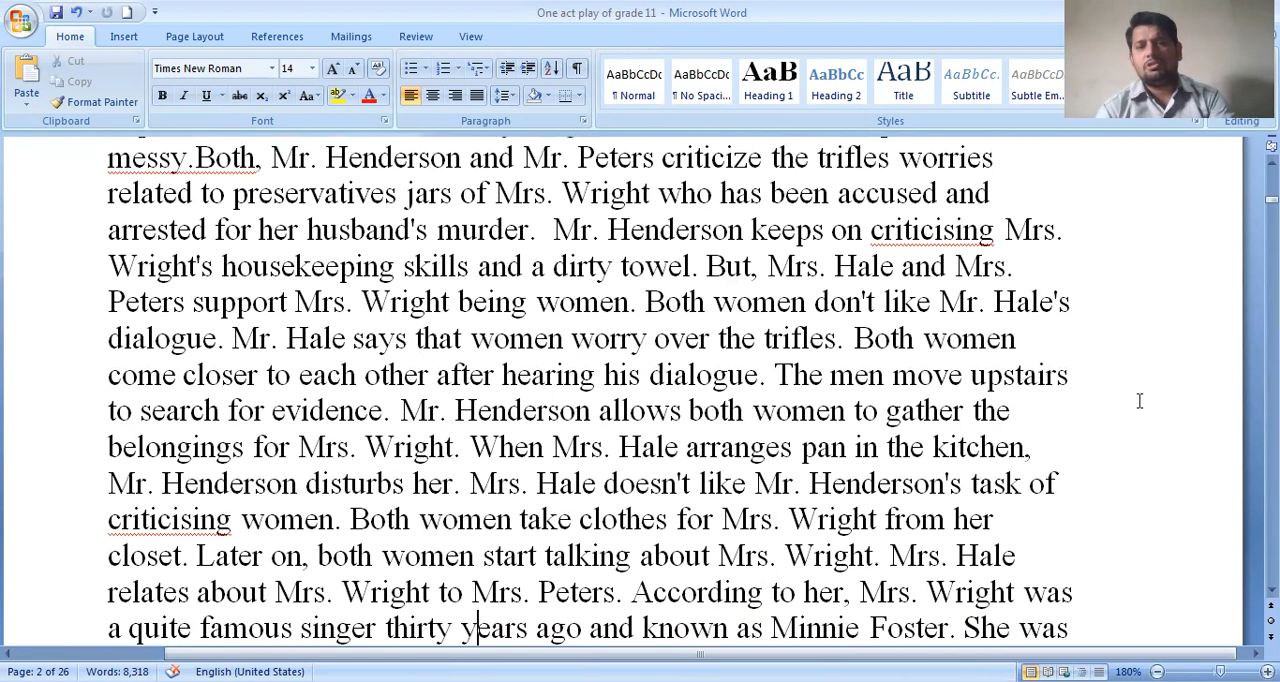 One act play of grade 11 - Microsoft Word
Home Insert Page Layout References Mailings Review View
Cut
Copy
Format Painter
Paste
Times New Roman 14
AaBbCcDc AaBbCcDc AaB AaBbCc AaB AaBbCc. AaBbCcDc
¶ Normal ¶ No Spaci... Heading 1 Heading 2 Title Subtitle Subtle Em...
Clipboard Font Paragraph Styles Editing
messy.Both, Mr. Henderson and Mr. Peters criticize the trifles worries
related to preservatives jars of Mrs. Wright who has been accused and
arrested for her husband's murder.  Mr. Henderson keeps on criticising Mrs.
Wright's housekeeping skills and a dirty towel. But, Mrs. Hale and Mrs.
Peters support Mrs. Wright being women. Both women don't like Mr. Hale's
dialogue. Mr. Hale says that women worry over the trifles. Both women
come closer to each other after hearing his dialogue. The men move upstairs
to search for evidence. Mr. Henderson allows both women to gather the
belongings for Mrs. Wright. When Mrs. Hale arranges pan in the kitchen,
Mr. Henderson disturbs her. Mrs. Hale doesn't like Mr. Henderson's task of
criticising women. Both women take clothes for Mrs. Wright from her
closet. Later on, both women start talking about Mrs. Wright. Mrs. Hale
relates about Mrs. Wright to Mrs. Peters. According to her, Mrs. Wright was
a quite famous singer thirty years ago and known as Minnie Foster. She was
Page: 2 of 26 Words: 8,318 English (United States) 180%